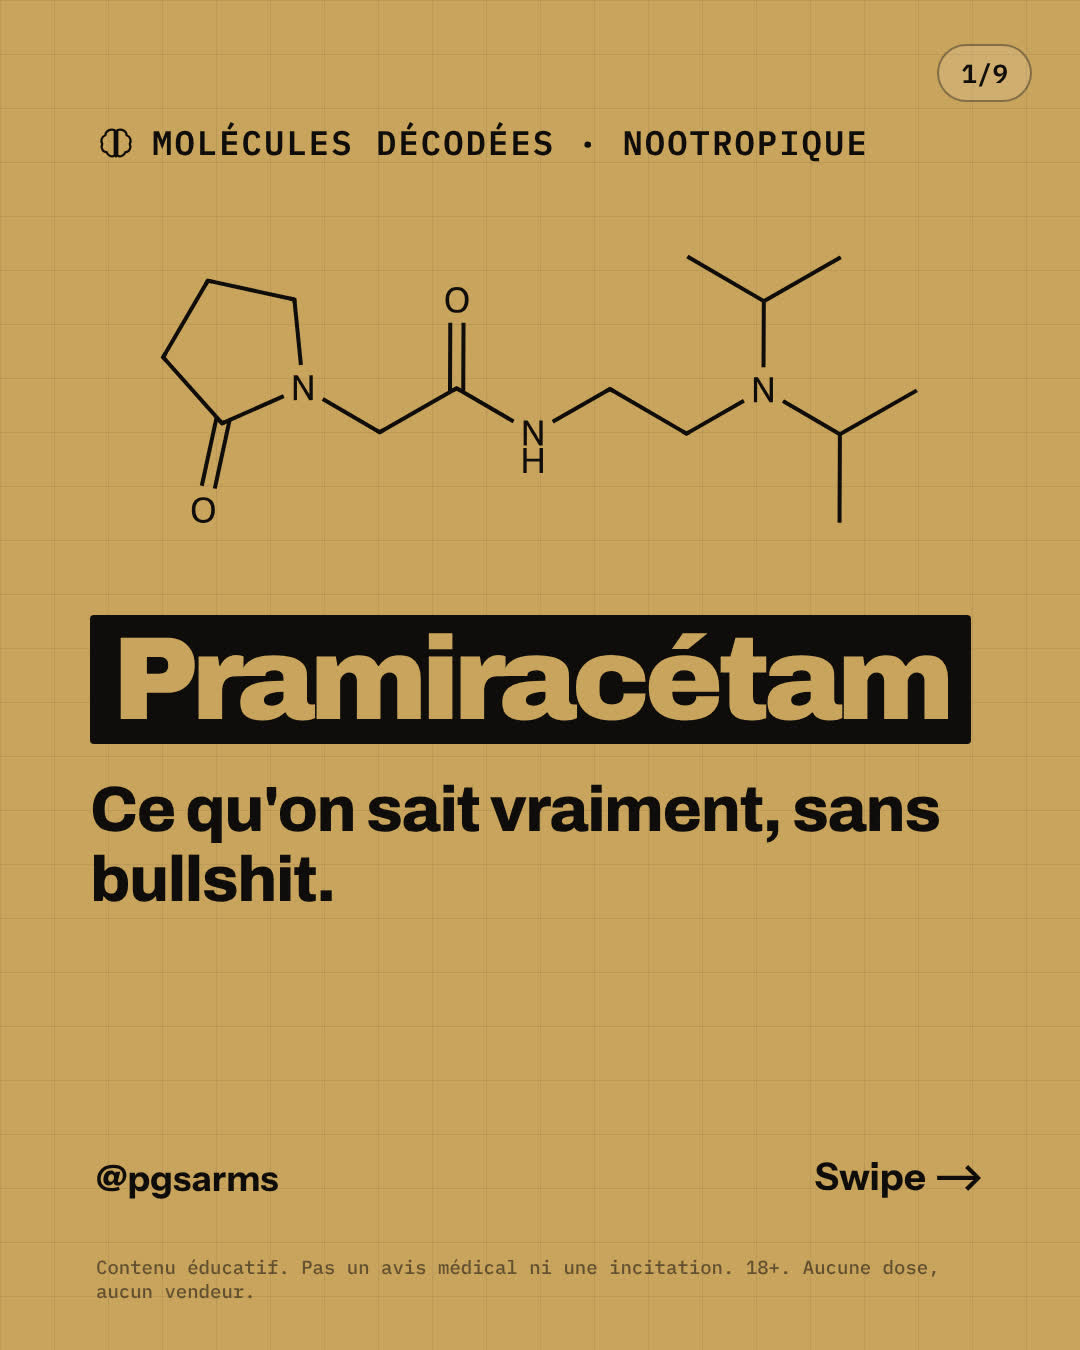 1/9
MOLÉCULES DÉCODÉES · NOOTROPIQUE
O
N
N
H
N
O
Pramiracétam
Ce qu'on sait vraiment, sans
bullshit.
@pgsarms
Swipe →
Contenu éducatif. Pas un avis médical ni une incitation. 18+. Aucune dose,
aucun vendeur.